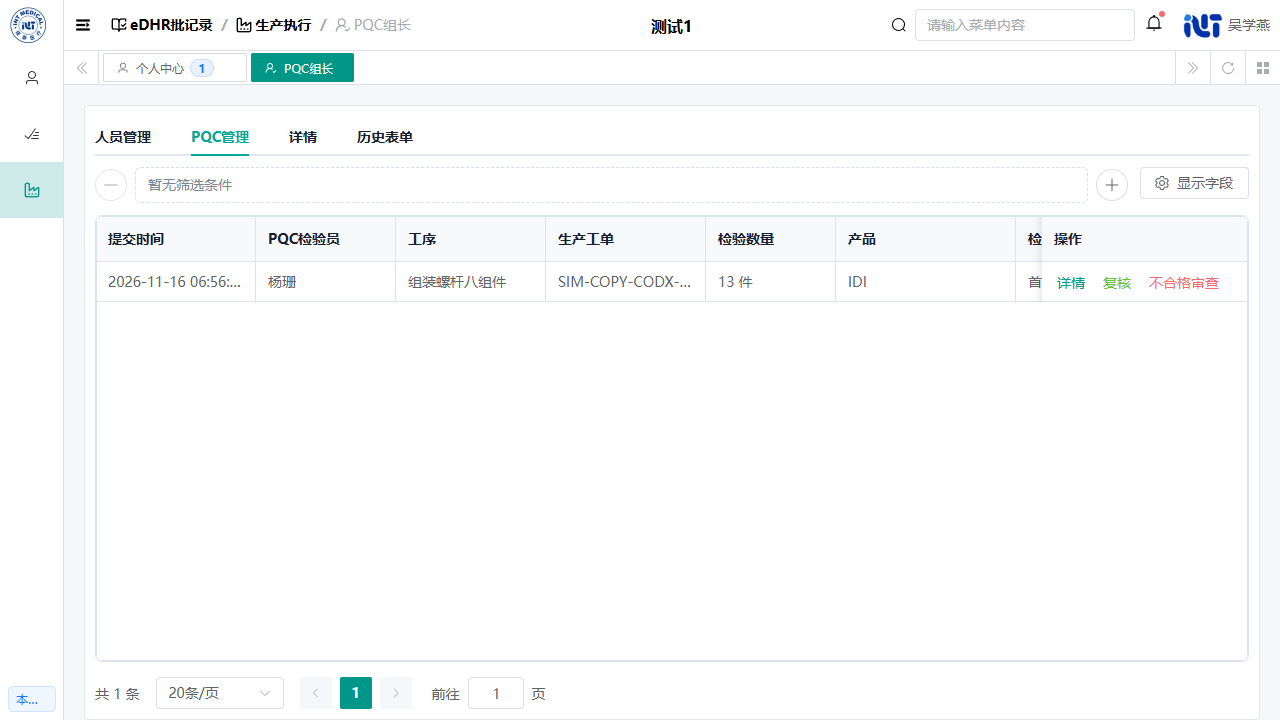 eDHR批记录 / 生产执行 / PQC组长
测试1
请输入菜单内容
吴学燕
个人中心 1
PQC组长
人员管理 PQC管理 详情 历史表单
暂无筛选条件
显示字段
提交时间 PQC检验员 工序 生产工单 检验数量 产品 检 操作
2026-11-16 06:56:... 杨珊 组装螺杆八组件 SIM-COPY-CODX-... 13 件 IDI 首 详情 复核 不合格审查
本...
共 1 条 20条/页 1 前往 1 页